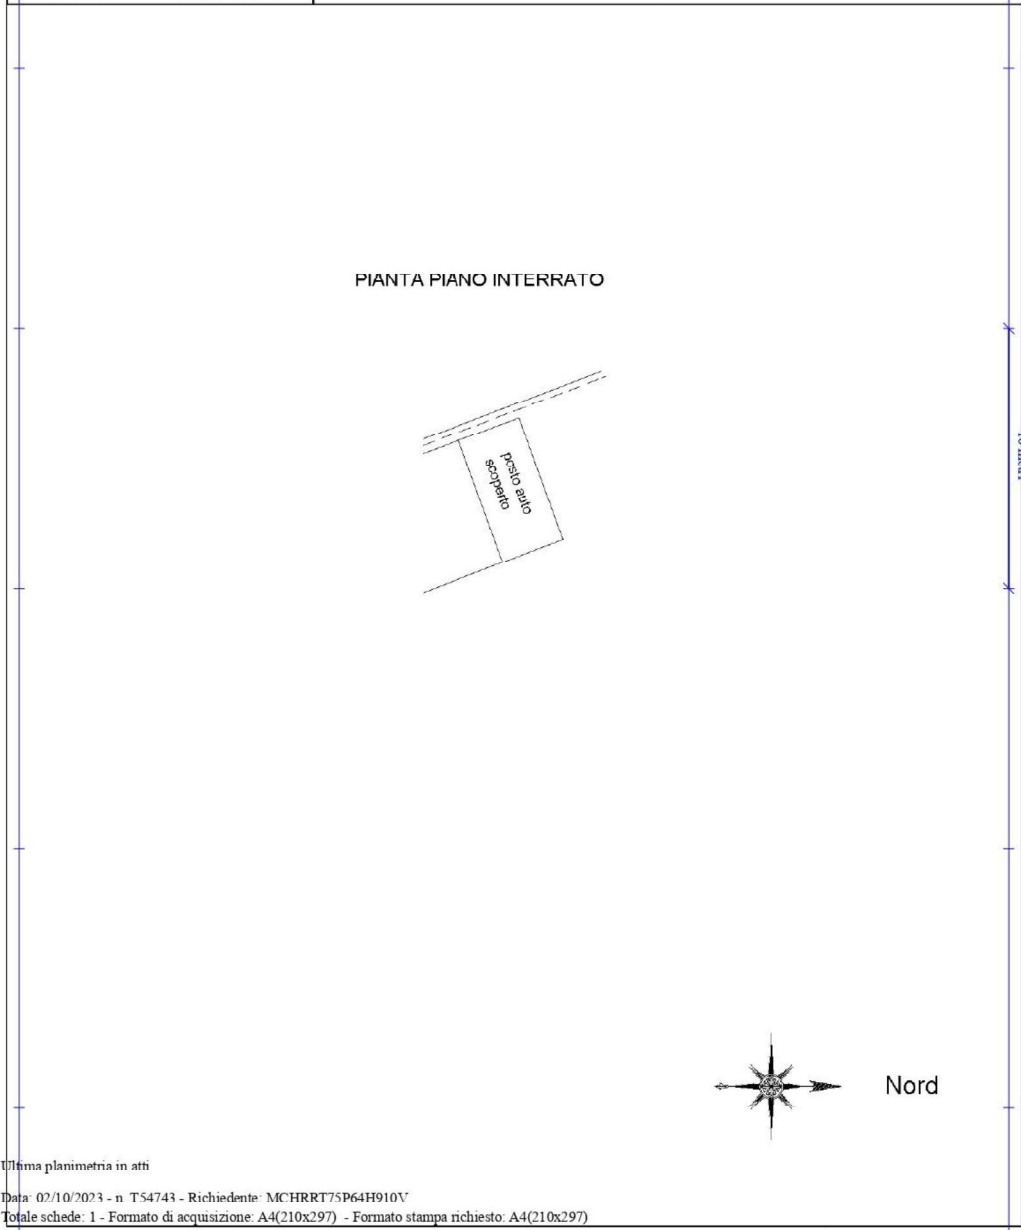 PIANTA PIANO INTERRATO
posto auto
scoperto
Nord
Ultima planimetria in atti
Data: 02/10/2023 - n. T54743 - Richiedente: MCHRRT75P64H910V
Totale schede: 1 - Formato di acquisizione: A4(210x297) - Formato stampa richiesto: A4(210x297)